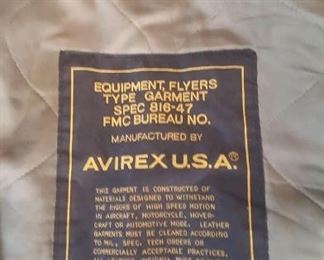 EQUIPMENT, FLYERS
TYPE GARMENT
SPEC 816-47
FMC BUREAU NO.
MANUFACTURED BY
AVIREX U.S.A.®
THIS GARMENT IS CONSTRUCTED OF
MATERIALS DESIGNED TO WITHSTAND
THE RIGORS OF HIGH SPEED MOTION
IN AIRCRAFT, MOTORCYCLE, HOVER-
CRAFT OR AUTOMOTIVE MODE. LEATHER
GARMENTS MUST BE CLEANED ACCORDING
TO MIL. SPEC. TECH ORDERS OR
COMMERCIALLY ACCEPTABLE PRACTICES.